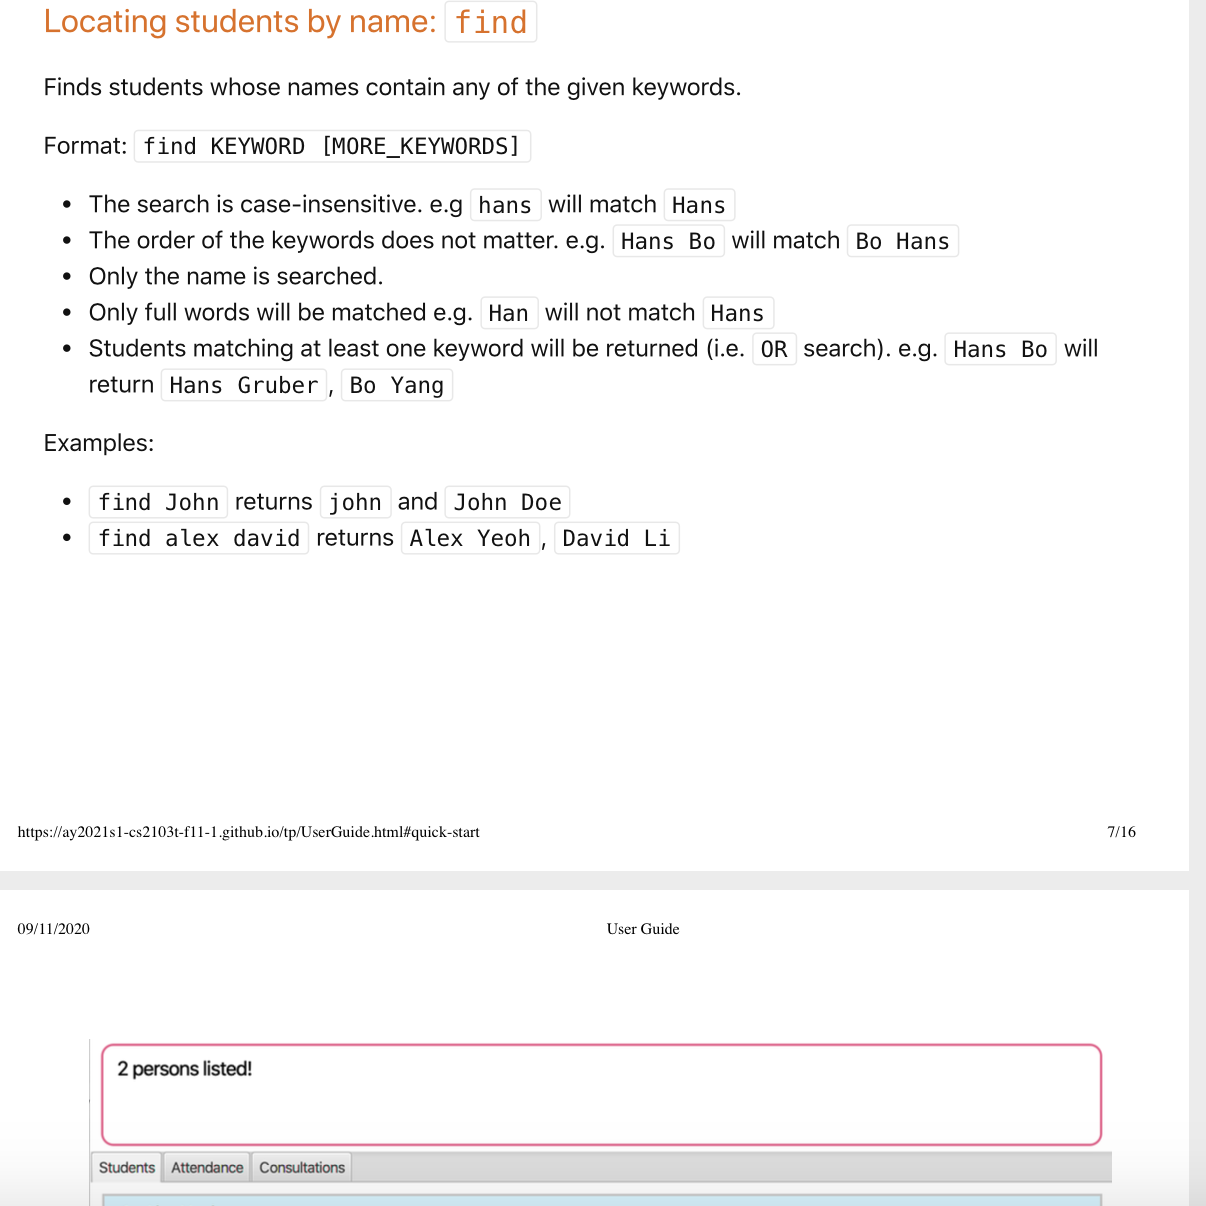 Locating students by name: find
Finds students whose names contain any of the given keywords.
Format: find KEYWORD [MORE_KEYWORDS]
• The search is case-insensitive. e.g hans will match Hans
• The order of the keywords does not matter. e.g. Hans Bo will match Bo Hans
• Only the name is searched.
• Only full words will be matched e.g. Han will not match Hans
• Students matching at least one keyword will be returned (i.e. OR search). e.g. Hans Bo will
return Hans Gruber, Bo Yang
Examples:
• find John returns john and John Doe
• find alex david returns Alex Yeoh, David Li
https://ay2021s1-cs2103t-f11-1.github.io/tp/UserGuide.html#quick-start 7/16
09/11/2020 User Guide
2 persons listed!
Students Attendance Consultations